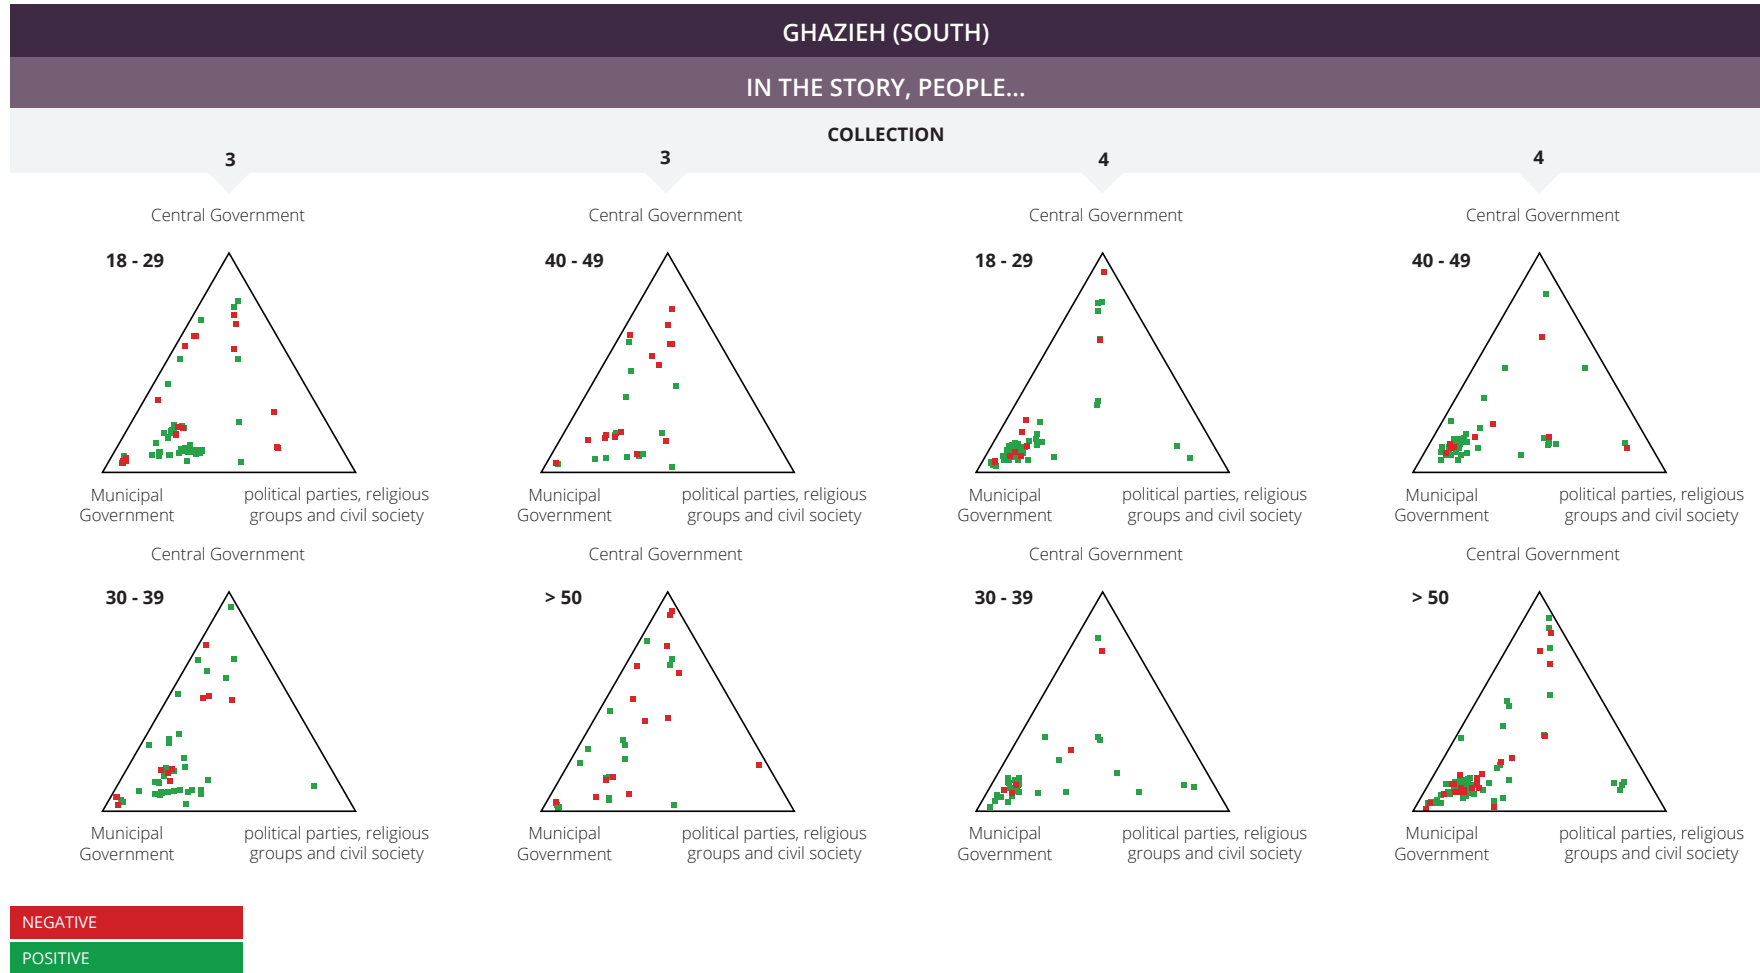 GHAZIEH (SOUTH)
IN THE STORY, PEOPLE...
COLLECTION
3
3
4
4
Central Government
Central Government
Central Government
Central Government
18 - 29
40 - 49
18 - 29
40 - 49
Municipal
Government
political parties, religious
groups and civil society
Municipal
Government
political parties, religious
groups and civil society
Municipal
Government
political parties, religious
groups and civil society
Municipal
Government
political parties, religious
groups and civil society
Central Government
Central Government
Central Government
Central Government
30 - 39
> 50
30 - 39
> 50
Municipal
Government
political parties, religious
groups and civil society
Municipal
Government
political parties, religious
groups and civil society
Municipal
Government
political parties, religious
groups and civil society
Municipal
Government
political parties, religious
groups and civil society
NEGATIVE
POSITIVE